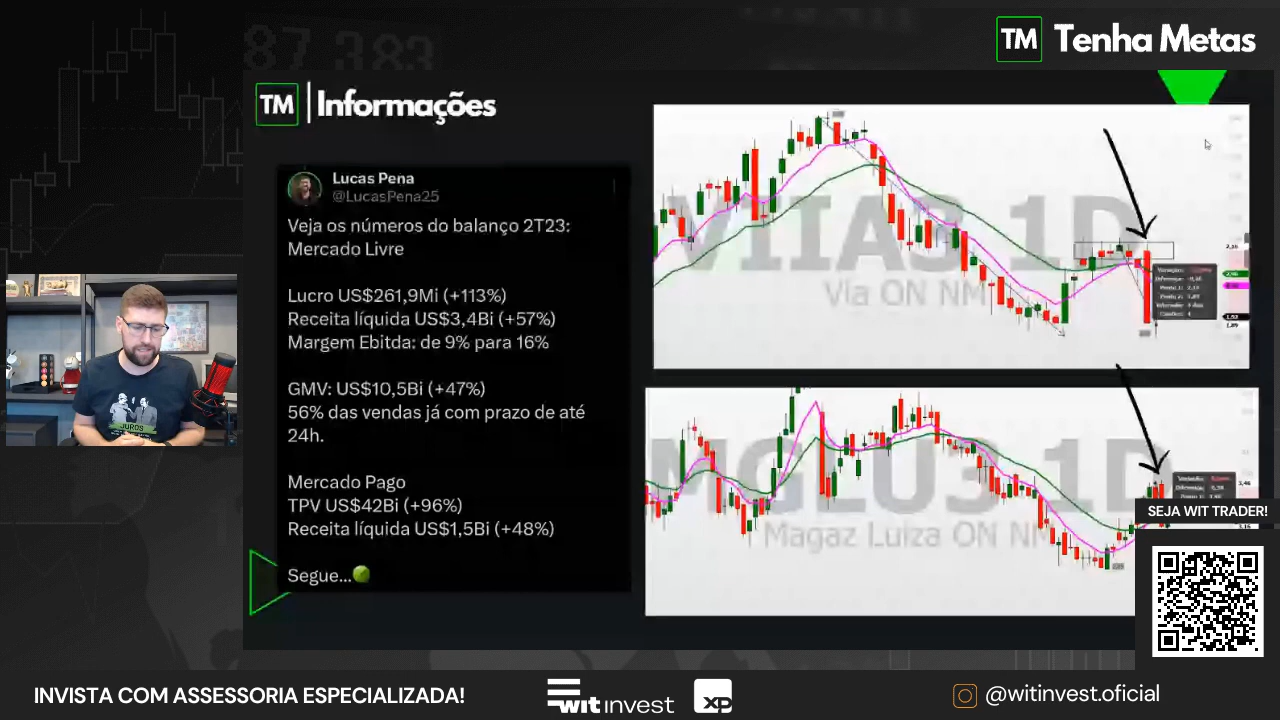 87.383
TM Tenha Metas
TM Informações
Lucas Pena
@LucasPena25
Veja os números do balanço 2T23:
Mercado Livre
Lucro US$261,9Mi (+113%)
Receita líquida US$3,4Bi (+57%)
Margem Ebitda: de 9% para 16%
GMV: US$10,5Bi (+47%)
56% das vendas já com prazo de até
24h.
Mercado Pago
TPV US$42Bi (+96%)
Receita líquida US$1,5Bi (+48%)
Segue...
VIIA3 1D
Via ON NM
MGLU3 1D
Magaz Luiza ON NM
JUROS
SEJA WIT TRADER!
INVISTA COM ASSESSORIA ESPECIALIZADA!
wit invest
XP
@witinvest.oficial